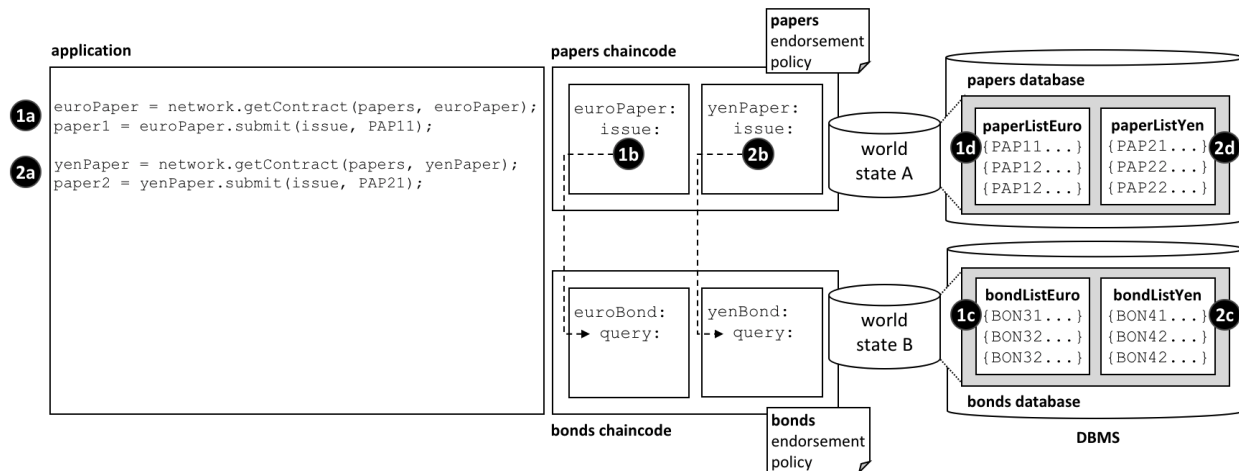 application
1a
euroPaper = network.getContract(papers, euroPaper);
paper1 = euroPaper.submit(issue, PAP11);
2a
yenPaper = network.getContract(papers, yenPaper);
paper2 = yenPaper.submit(issue, PAP21);
papers chaincode
papers
endorsement
policy
euroPaper:
issue:
1b
yenPaper:
issue:
2b
world
state A
papers database
1d
paperListEuro
{PAP11...}
{PAP12...}
{PAP12...}
paperListYen
{PAP21...}
{PAP22...}
{PAP22...}
2d
euroBond:
query:
yenBond:
query:
bonds chaincode
bonds
endorsement
policy
world
state B
1c
bondListEuro
{BON31...}
{BON32...}
{BON32...}
bondListYen
{BON41...}
{BON42...}
{BON42...}
2c
bonds database
DBMS